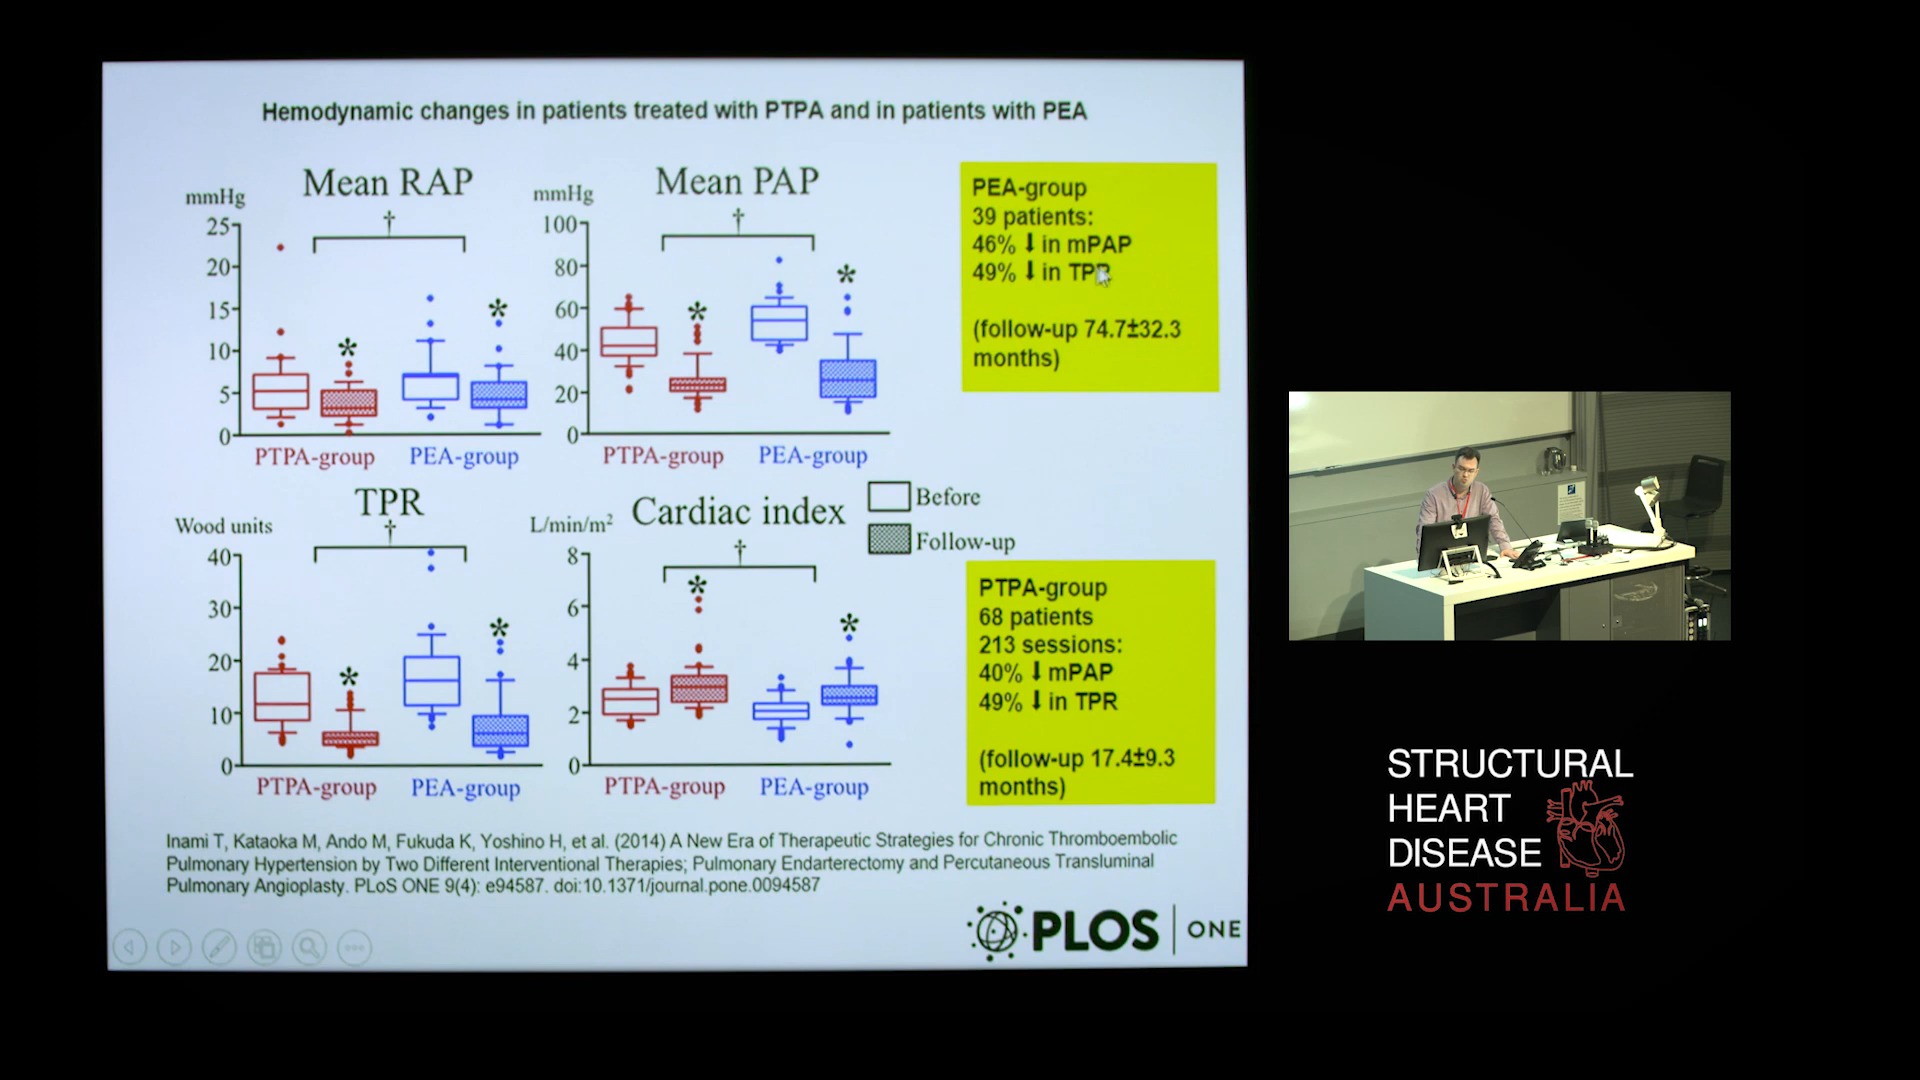 Hemodynamic changes in patients treated with PTPA and in patients with PEA
Mean RAP
mmHg
†
25
20
15
10
5
0
*
*
PTPA-group
PEA-group
Mean PAP
mmHg
†
100
80
60
40
20
0
*
*
PTPA-group
PEA-group
PEA-group
39 patients:
46% ⬇ in mPAP
49% ⬇ in TPR
(follow-up 74.7±32.3
months)
TPR
Wood units
†
40
30
20
10
0
*
*
PTPA-group
PEA-group
Cardiac index
L/min/m²
†
8
6
4
2
0
*
*
PTPA-group
PEA-group
Before
Follow-up
PTPA-group
68 patients
213 sessions:
40% ⬇ mPAP
49% ⬇ in TPR
(follow-up 17.4±9.3
months)
Inami T, Kataoka M, Ando M, Fukuda K, Yoshino H, et al. (2014) A New Era of Therapeutic Strategies for Chronic Thromboembolic
Pulmonary Hypertension by Two Different Interventional Therapies; Pulmonary Endarterectomy and Percutaneous Transluminal
Pulmonary Angioplasty. PLoS ONE 9(4): e94587. doi:10.1371/journal.pone.0094587
PLOS | ONE
STRUCTURAL
HEART
DISEASE
AUSTRALIA